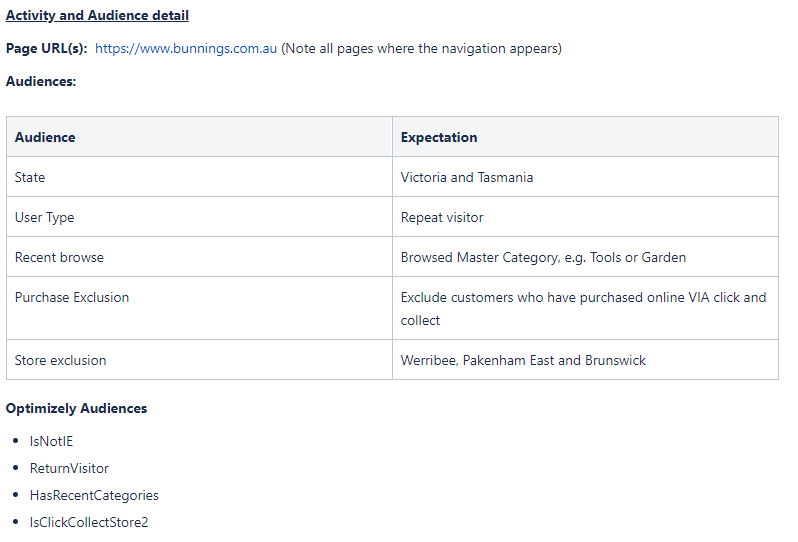 Activity and Audience detail
Page URL(s): https://www.bunnings.com.au (Note all pages where the navigation appears)
Audiences:
Audience Expectation
State Victoria and Tasmania
User Type Repeat visitor
Recent browse Browsed Master Category, e.g. Tools or Garden
Purchase Exclusion Exclude customers who have purchased online VIA click and
collect
Store exclusion Werribee, Pakenham East and Brunswick
Optimizely Audiences
• IsNotIE
• ReturnVisitor
• HasRecentCategories
• IsClickCollectStore2